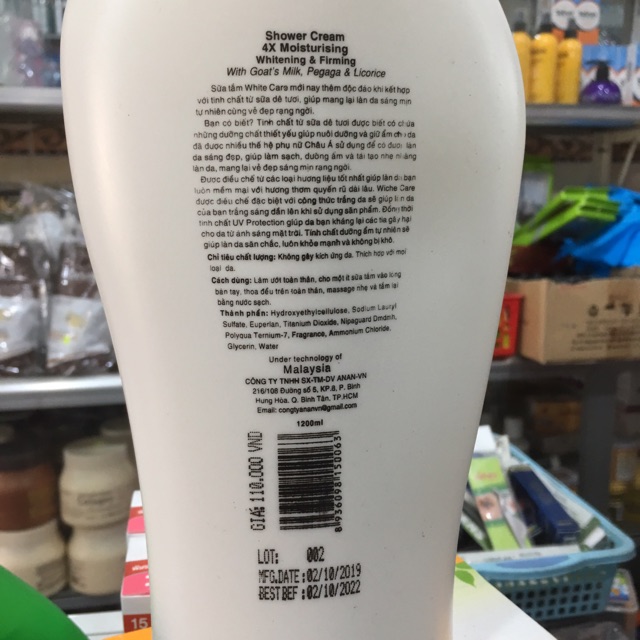 Shower Cream
4X Moisturising
Whitening & Firming
With Goat's Milk, Pegaga & Licorice
Sữa tắm White Care mới nay thêm độc đáo khi kết hợp
với tinh chất từ sữa dê tươi, giúp mang lại làn da sáng mịn
tự nhiên cùng vẻ đẹp rạng ngời.
Bạn có biết? Tinh chất từ sữa dê tươi được biết có chứa
những dưỡng chất thiết yếu giúp nuôi dưỡng và giữ ẩm cho da
đã được nhiều thế hệ phụ nữ Châu Á sử dụng để có được làn
da sáng đẹp, giúp làm sạch, dưỡng ẩm và tái tạo nhẹ nhàng
làn da, mang lại vẻ đẹp sáng mịn rạng ngời.
Được điều chế từ các loại hương liệu tốt nhất giúp làn da bạn
luôn mềm mại với hương thơm quyến rũ dài lâu. Wiche Care
được điều chế đặc biệt với công thức trắng da sẽ giúp làn da
của bạn trắng sáng dần lên khi sử dụng sản phẩm. Đồng thời
tinh chất UV Protection giúp da bạn kháng lại các tia gây hại
cho da từ ánh sáng mặt trời. Tinh chất dưỡng ẩm tự nhiên sẽ
giúp làn da săn chắc, luôn khỏe mạnh và không bị khô.
Chỉ tiêu chất lượng: Không gây kích ứng da. Thích hợp với mọi
loại da.
Cách dùng: Làm ướt toàn thân, cho một ít sữa tắm vào lòng
bàn tay, thoa đều trên toàn thân, massage nhẹ và tắm lại
bằng nước sạch.
Thành phần: Hydroxyethylcellulose, Sodium Lauryl
Sulfate, Euperlan, Titanium Dioxide, Nipaguard Dmdmh,
Polyqua Ternium-7, Fragrance, Ammonium Chloride.
Glycerin, Water
Under technology of
Malaysia
CÔNG TY TNHH SX-TM-DV ANAN-VN
216/108 Đường số 5, KP.8, P. Bình
Hưng Hòa, Q. Bình Tân, TP.HCM
Email: congtyananvn@gmail.com
1200ml
GIÁ: 110.000 VND
8936098150063
LOT: 002
MFG.DATE :02/10/2019
BEST BEF :02/10/2022
15